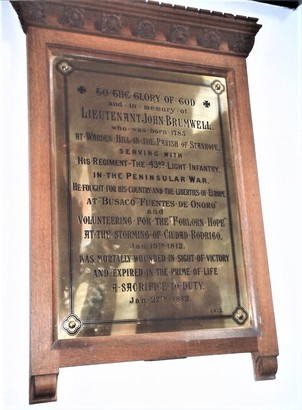 TO THE GLORY OF GOD
and in memory of
LIEUTENANT JOHN BRUMWELL.
who was born 1785
AT WORDEN HILL IN THE PARISH OF STANHOPE.
SERVING WITH
HIS REGIMENT-THE 43RD LIGHT INFANTRY.
IN THE PENINSULAR WAR.
HE FOUGHT FOR HIS COUNTRY AND THE LIBERTIES OF EUROPE
AT "BUSACO" "FUENTES DE ONORO"
and
VOLUNTEERING FOR THE "FORLORN HOPE"
AT THE STORMING OF CIUDAD RODRIGO,
Jan. 19TH 1812.
WAS MORTALLY WOUNDED IN SIGHT OF VICTORY
AND EXPIRED IN THE PRIME OF LIFE
A SACRIFICE TO DUTY.
Jan. 1812.